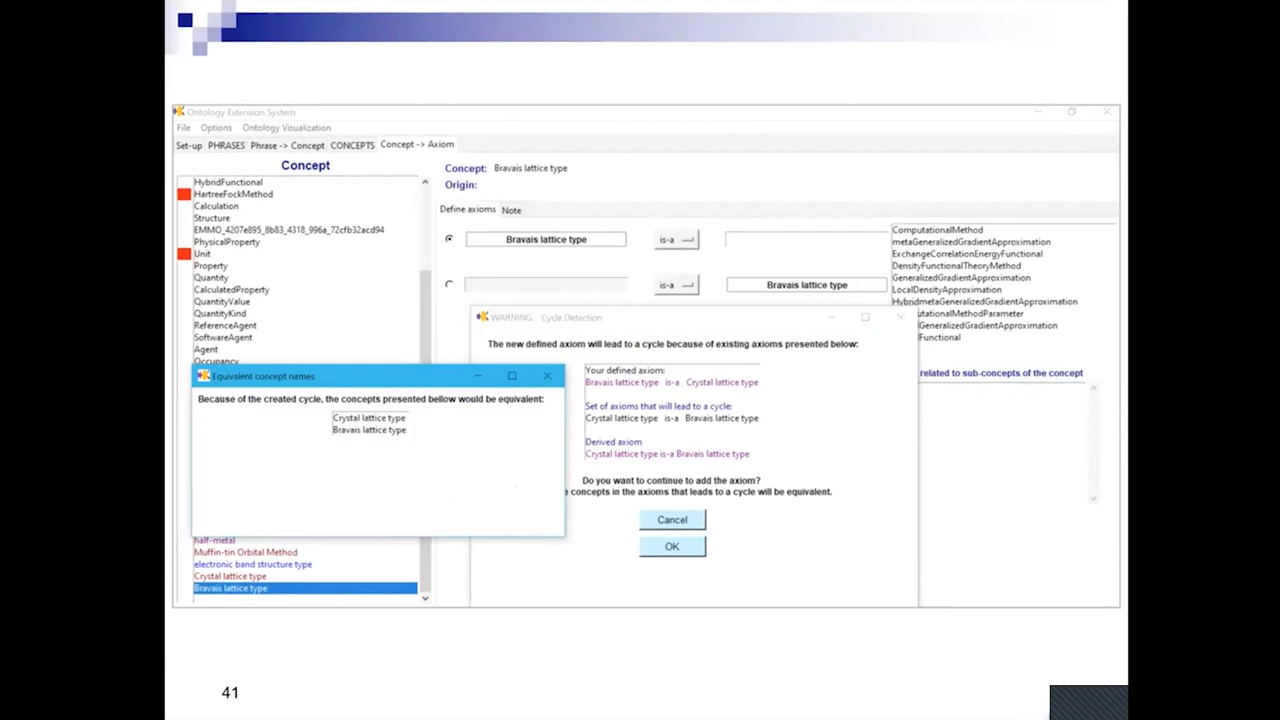 Ontology Extension System
File Options Ontology Visualization
Set-up PHRASES Phrase -> Concept CONCEPTS Concept -> Axiom
Concept
HybridFunctional
HartreeFockMethod
Calculation
Structure
EMMO_4207e895_8b83_4318_996a_72cfb32acd94
PhysicalProperty
Unit
Property
Quantity
CalculatedProperty
QuantityValue
QuantityKind
ReferenceAgent
SoftwareAgent
Agent
Occupancy
Concept: Bravais lattice type
Origin:
Define axioms Note
Bravais lattice type is-a
is-a Bravais lattice type
ComputationalMethod
metaGeneralizedGradientApproximation
ExchangeCorrelationEnergyFunctional
DensityFunctionalTheoryMethod
GeneralizedGradientApproximation
LocalDensityApproximation
HybridmetaGeneralizedGradientApproximation
utationalMethodParameter
GeneralizedGradientApproximation
Functional
related to sub-concepts of the concept
WARNING: Cycle Detection
The new defined axiom will lead to a cycle because of existing axioms presented below:
Your defined axiom:
Bravais lattice type is-a Crystal lattice type
Set of axioms that will lead to a cycle:
Crystal lattice type is-a Bravais lattice type
Derived axiom
Crystal lattice type is-a Bravais lattice type
Do you want to continue to add the axiom?
e concepts in the axioms that leads to a cycle will be equivalent.
Cancel
OK
Equivalent concept names
Because of the created cycle, the concepts presented bellow would be equivalent:
Crystal lattice type
Bravais lattice type
half-metal
Muffin-tin Orbital Method
electronic band structure type
Crystal lattice type
Bravais lattice type
41